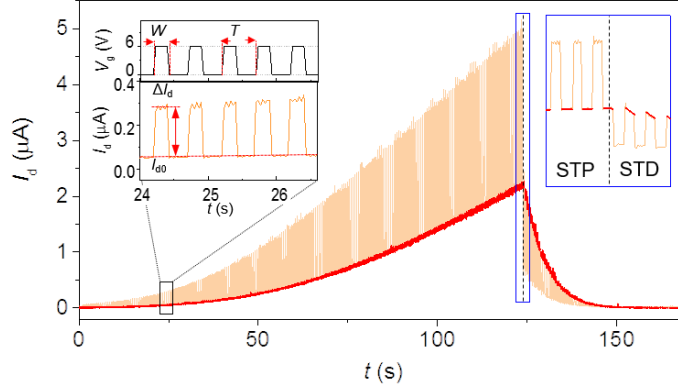 W T
V_g (V)
6
3
0
ΔI_d
I_d (μA)
0.4
0.2
0.0
I_d0
24 25 26
t (s)
STP STD
I_d (μA)
5
4
3
2
1
0
0 50 100 150
t (s)